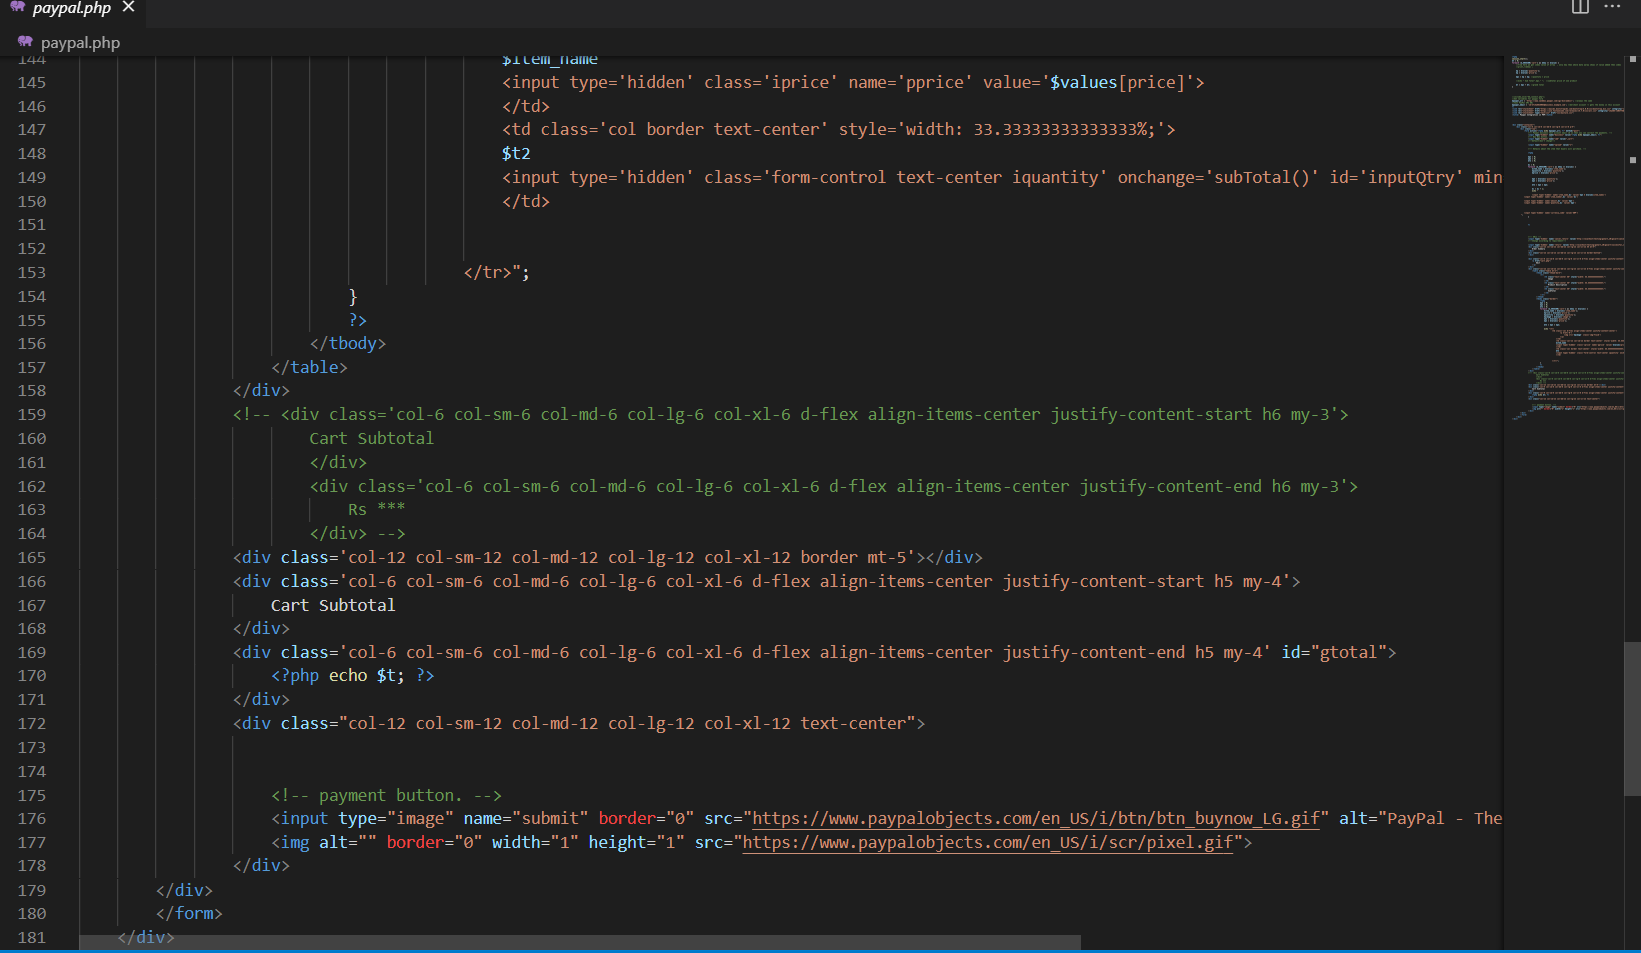 paypal.php
paypal.php
144 $item_name
145 <input type='hidden' class='iprice' name='pprice' value='$values[price]'>
146 </td>
147 <td class='col border text-center' style='width: 33.33333333333333%;'>
148 $t2
149 <input type='hidden' class='form-control text-center iquantity' onchange='subTotal()' id='inputQtry' min
150 </td>
151
152
153 </tr>";
154 }
155 ?>
156 </tbody>
157 </table>
158 </div>
159 <!-- <div class='col-6 col-sm-6 col-md-6 col-lg-6 col-xl-6 d-flex align-items-center justify-content-start h6 my-3'>
160 Cart Subtotal
161 </div>
162 <div class='col-6 col-sm-6 col-md-6 col-lg-6 col-xl-6 d-flex align-items-center justify-content-end h6 my-3'>
163 Rs ***
164 </div> -->
165 <div class='col-12 col-sm-12 col-md-12 col-lg-12 col-xl-12 border mt-5'></div>
166 <div class='col-6 col-sm-6 col-md-6 col-lg-6 col-xl-6 d-flex align-items-center justify-content-start h5 my-4'>
167 Cart Subtotal
168 </div>
169 <div class='col-6 col-sm-6 col-md-6 col-lg-6 col-xl-6 d-flex align-items-center justify-content-end h5 my-4' id="gtotal">
170 <?php echo $t; ?>
171 </div>
172 <div class="col-12 col-sm-12 col-md-12 col-lg-12 col-xl-12 text-center">
173
174
175 <!-- payment button. -->
176 <input type="image" name="submit" border="0" src="https://www.paypalobjects.com/en_US/i/btn/btn_buynow_LG.gif" alt="PayPal - The
177 <img alt="" border="0" width="1" height="1" src="https://www.paypalobjects.com/en_US/i/scr/pixel.gif">
178 </div>
179 </div>
180 </form>
181 </div>